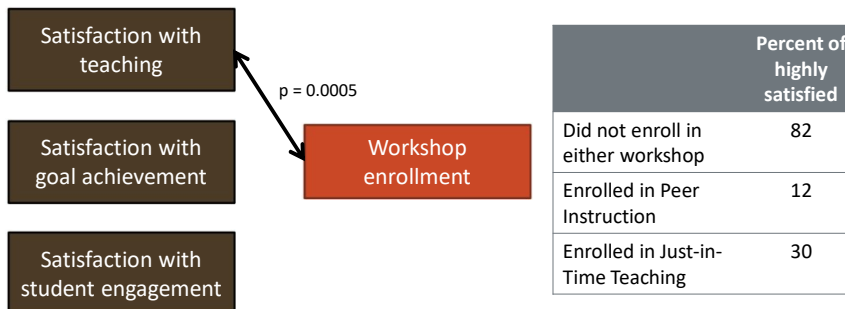 Satisfaction with
teaching
p = 0.0005
Satisfaction with
goal achievement
Workshop
enrollment
Satisfaction with
student engagement
Percent of
highly
satisfied
Did not enroll in
either workshop
82
Enrolled in Peer
Instruction
12
Enrolled in Just-in-
Time Teaching
30